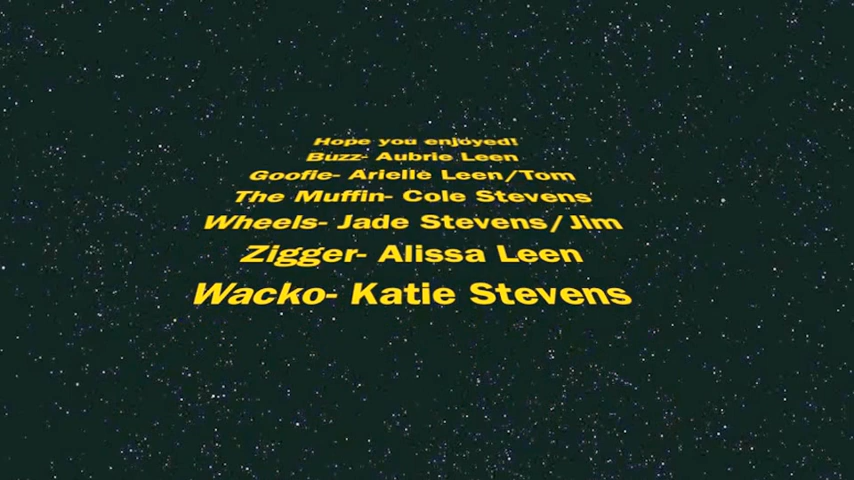 Hope you enjoyed!
Buzz- Aubrie Leen
Goofie- Arielle Leen/Tom
The Muffin- Cole Stevens
Wheels- Jade Stevens/Jim
Zigger- Alissa Leen
Wacko- Katie Stevens